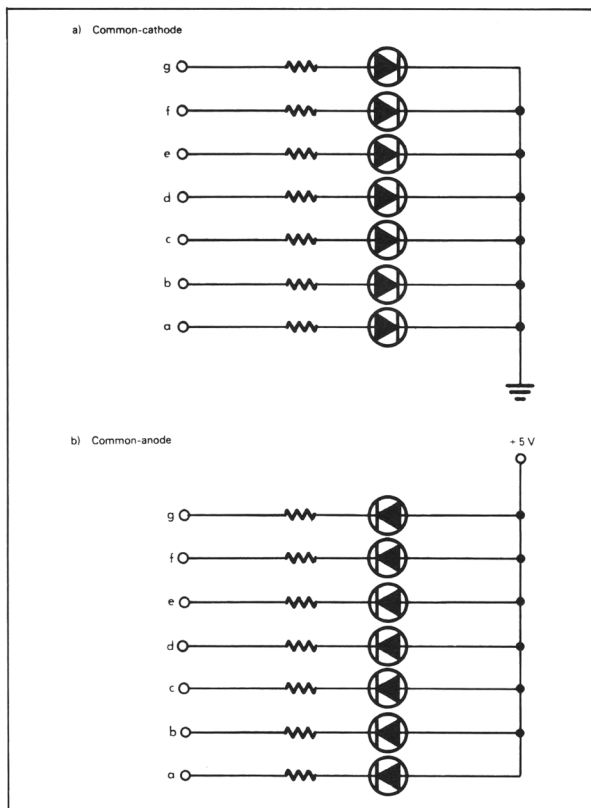 a) Common-cathode
g
f
e
d
c
b
a
b) Common-anode
+ 5 V
g
f
e
d
c
b
a